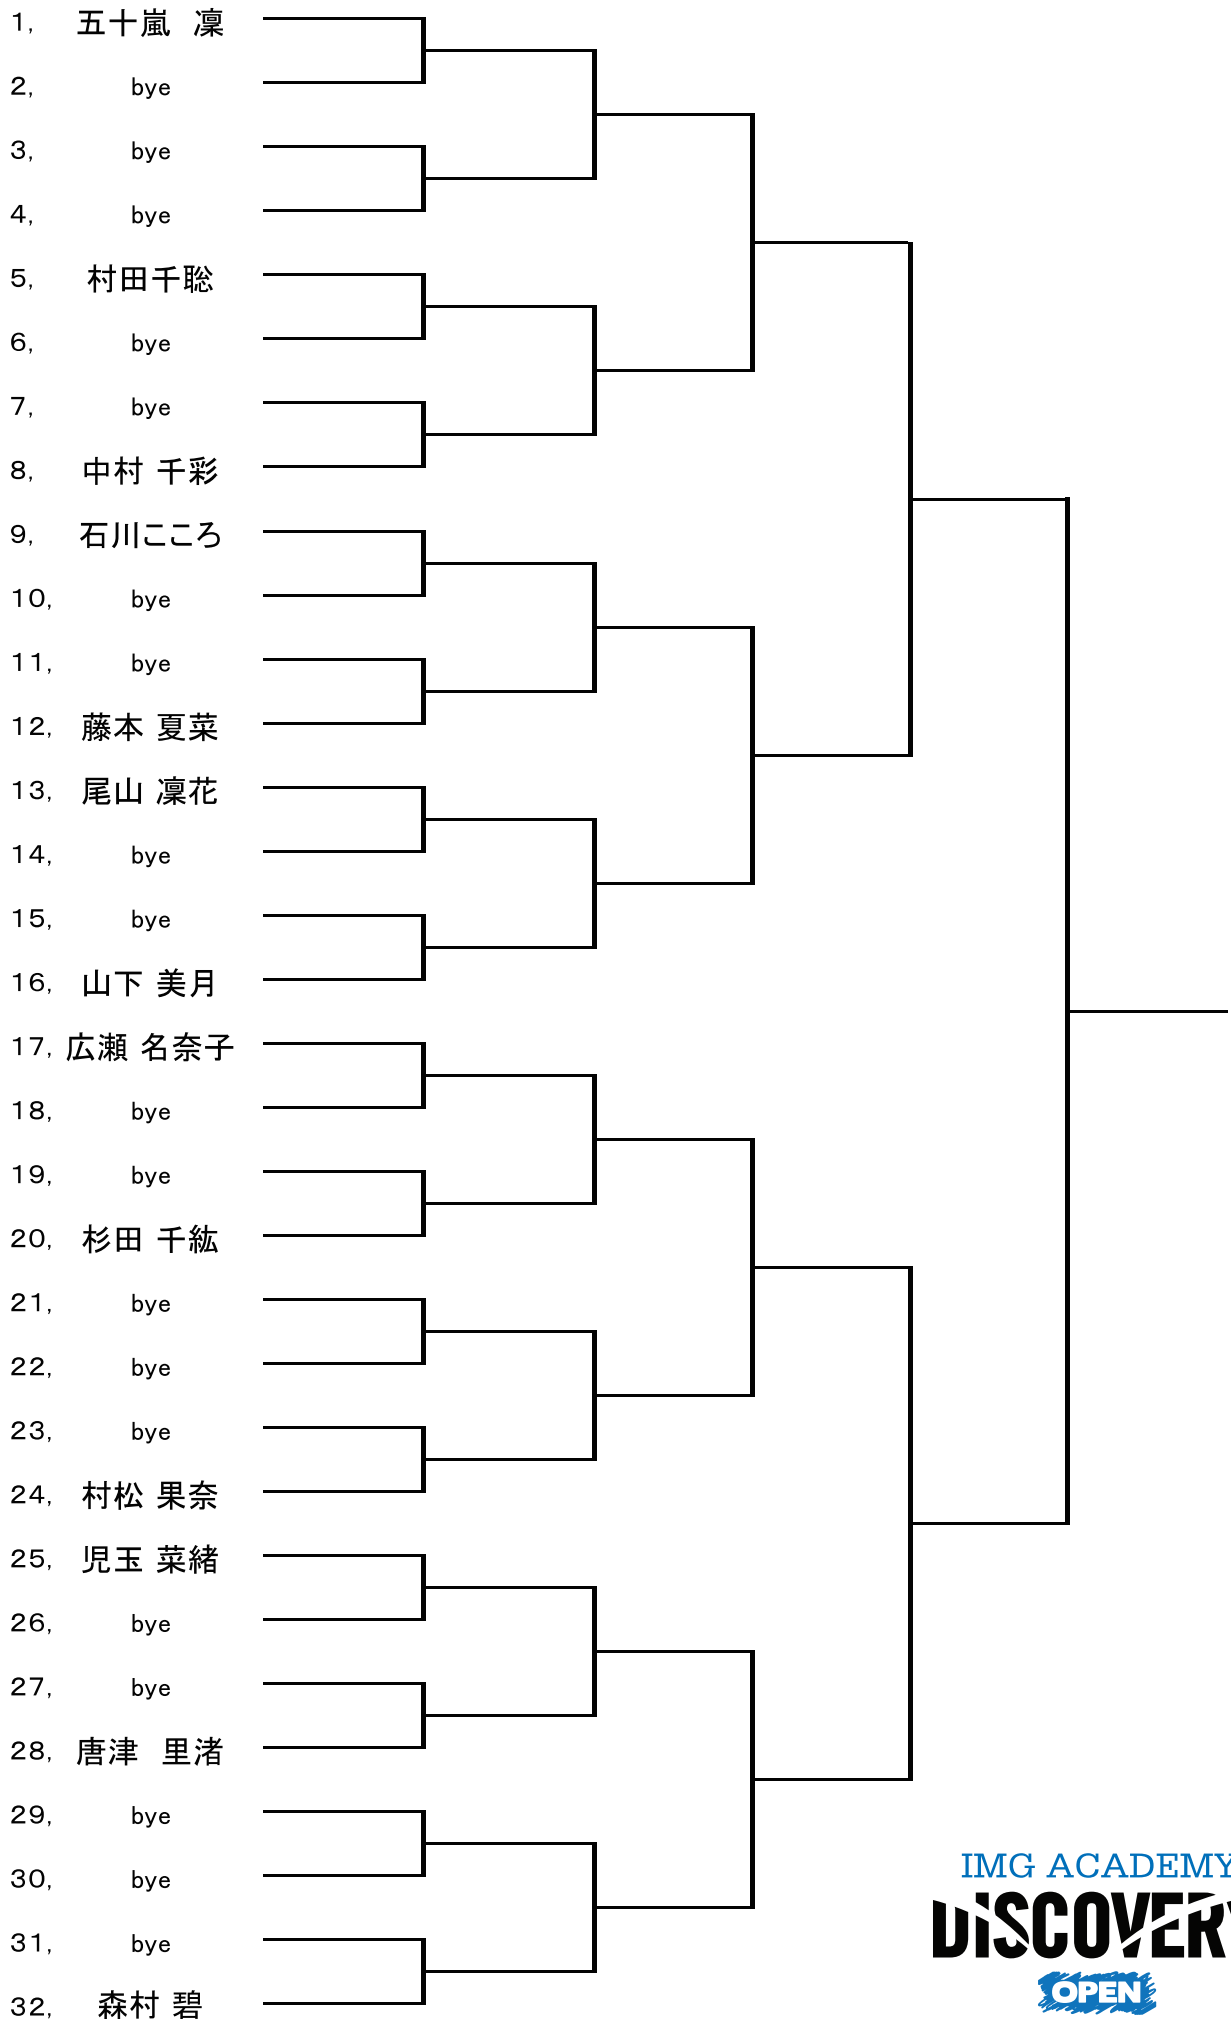 1, 五十嵐 凜
2, bye
3, bye
4, bye
5, 村田千聡
6, bye
7, bye
8, 中村 千彩
9, 石川こころ
10, bye
11, bye
12, 藤本 夏菜
13, 尾山 凜花
14, bye
15, bye
16, 山下 美月
17, 広瀬 名奈子
18, bye
19, bye
20, 杉田 千紘
21, bye
22, bye
23, bye
24, 村松 果奈
25, 児玉 菜緒
26, bye
27, bye
28, 唐津 里渚
29, bye
30, bye
31, bye
32, 森村 碧
IMG ACADEMY
DISCOVERY
OPEN